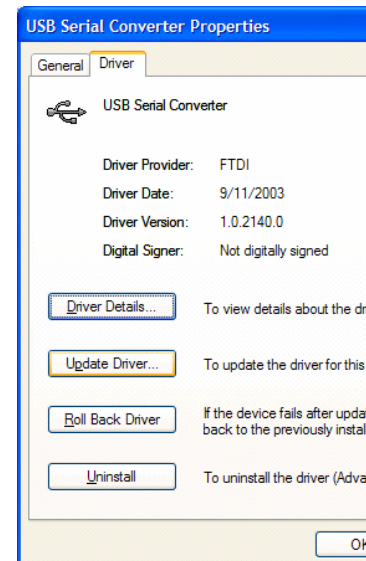 USB Serial Converter Properties
General Driver
USB Serial Converter
Driver Provider: FTDI
Driver Date: 9/11/2003
Driver Version: 1.0.2140.0
Digital Signer: Not digitally signed
Driver Details... To view details about the dr
Update Driver... To update the driver for this
If the device fails after upda
Roll Back Driver back to the previously instal
Uninstall To uninstall the driver (Adva
OK